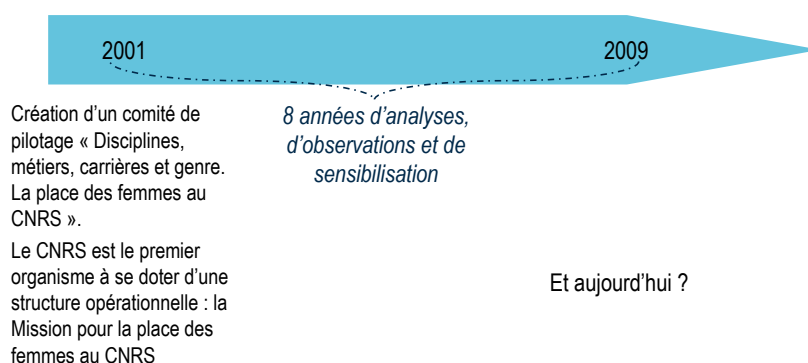 2001
2009
Création d’un comité de
pilotage « Disciplines,
métiers, carrières et genre.
La place des femmes au
CNRS ».
Le CNRS est le premier
organisme à se doter d’une
structure opérationnelle : la
Mission pour la place des
femmes au CNRS
8 années d’analyses,
d’observations et de
sensibilisation
Et aujourd’hui ?